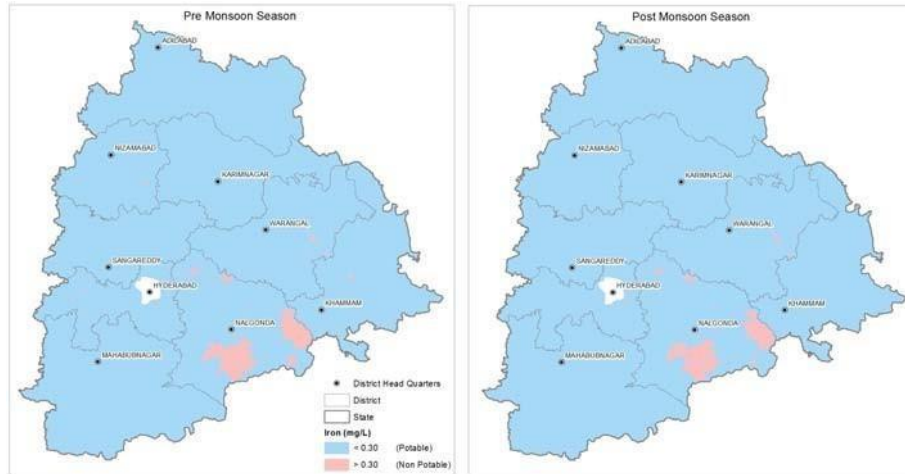 Pre Monsoon Season
ADILABAD
NIZAMABAD
KARIMNAGAR
WARANGAL
SANGAREDDY
HYDERABAD
KHAMMAM
NALGONDA
MAHABUBNAGAR
District Head Quarters
District
State
Iron (mg/L)
< 0.30 (Potable)
> 0.30 (Non Potable)
Post Monsoon Season
ADILABAD
NIZAMABAD
KARIMNAGAR
WARANGAL
SANGAREDDY
HYDERABAD
KHAMMAM
NALGONDA
MAHABUBNAGAR